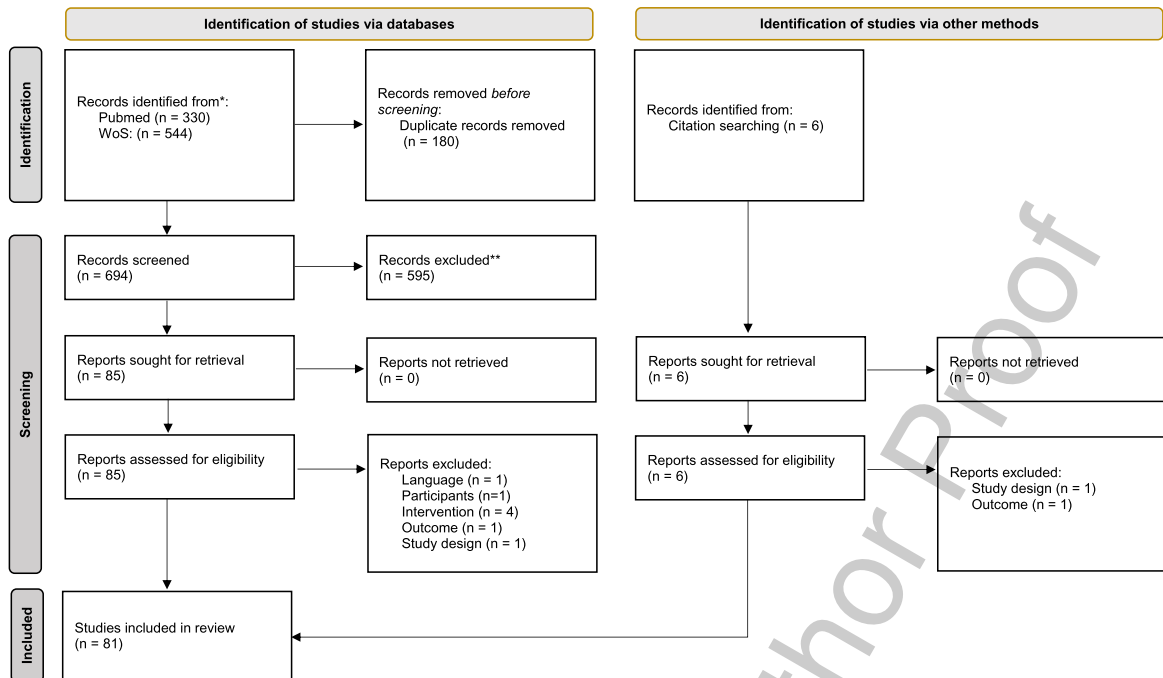 Identification of studies via databases
Identification of studies via other methods
Identification
Records identified from*:
Pubmed (n = 330)
WoS: (n = 544)
Records removed before
screening:
Duplicate records removed
(n = 180)
Records identified from:
Citation searching (n = 6)
Screening
Records screened
(n = 694)
Records excluded**
(n = 595)
Reports sought for retrieval
(n = 85)
Reports not retrieved
(n = 0)
Reports sought for retrieval
(n = 6)
Reports not retrieved
(n = 0)
Reports assessed for eligibility
(n = 85)
Reports excluded:
Language (n = 1)
Participants (n=1)
Intervention (n = 4)
Outcome (n = 1)
Study design (n = 1)
Reports assessed for eligibility
(n = 6)
Reports excluded:
Study design (n = 1)
Outcome (n = 1)
Included
Studies included in review
(n = 81)
thor Proof